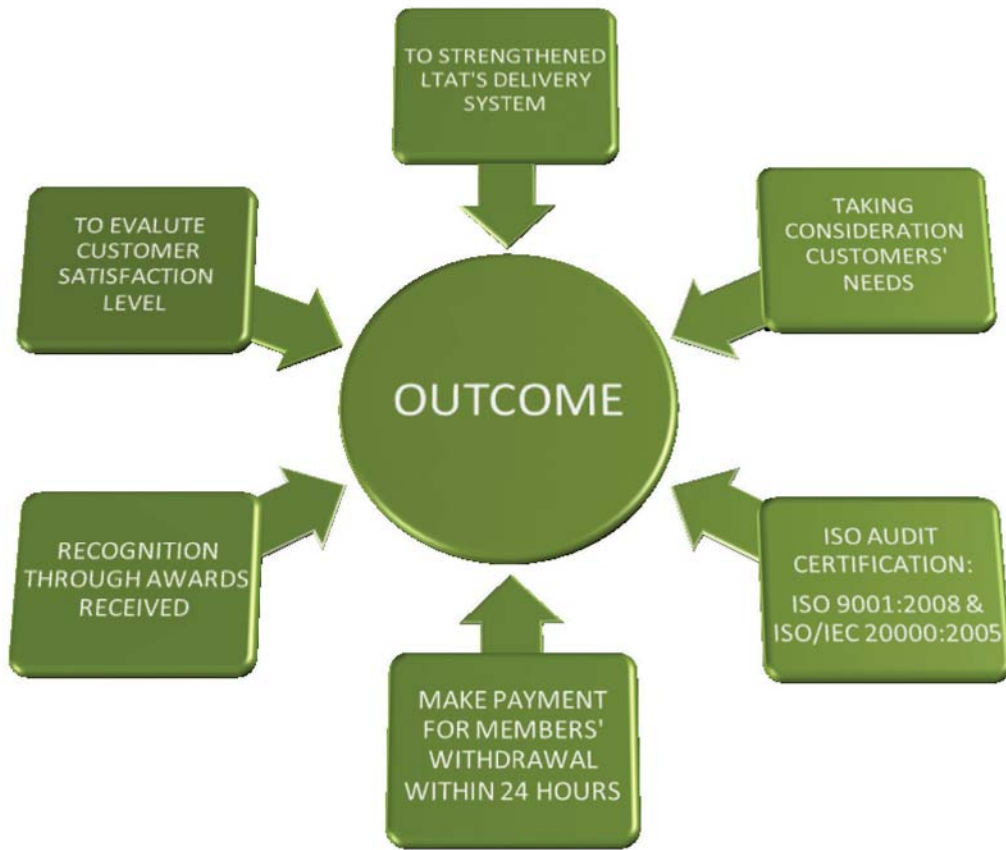 TO STRENGTHENED
LTAT'S DELIVERY
SYSTEM
TAKING
CONSIDERATION
CUSTOMERS'
NEEDS
ISO AUDIT
CERTIFICATION:
ISO 9001:2008 &
ISO/IEC 20000:2005
MAKE PAYMENT
FOR MEMBERS'
WITHDRAWAL
WITHIN 24 HOURS
RECOGNITION
THROUGH AWARDS
RECEIVED
TO EVALUTE
CUSTOMER
SATISFACTION
LEVEL
OUTCOME